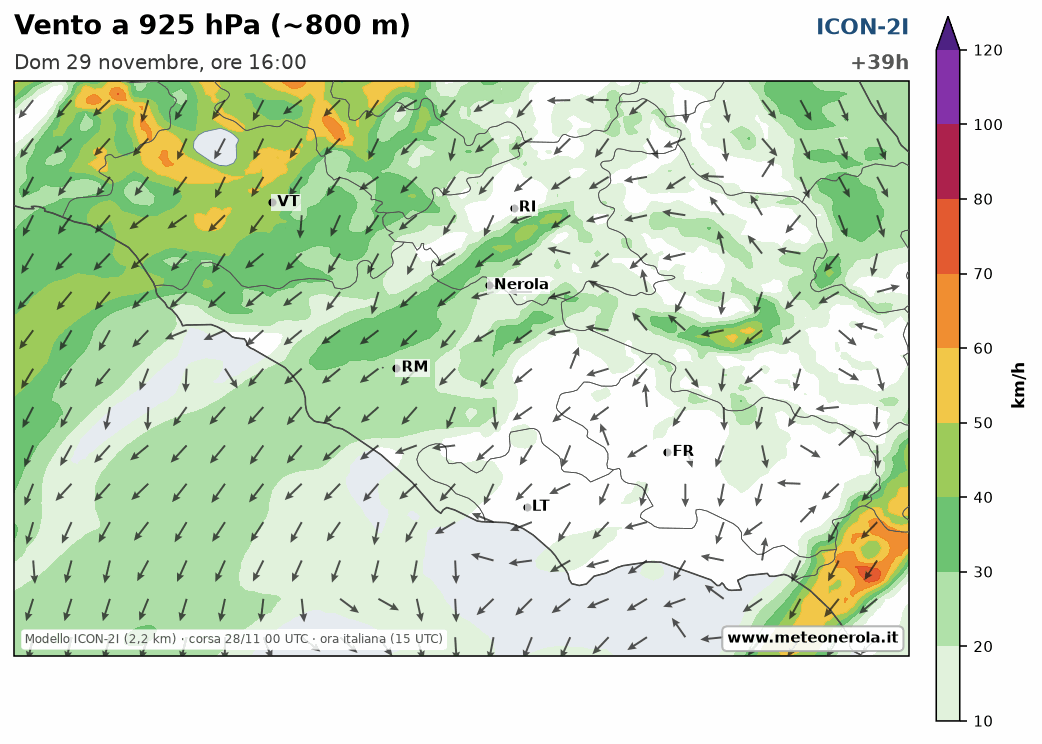 Vento a 925 hPa (~800 m)
ICON-2I
Dom 29 novembre, ore 16:00
+39h
120
100
80
70
60
50
40
30
20
10
km/h
VT
RI
Nerola
RM
FR
LT
Modello ICON-2I (2,2 km) · corsa 28/11 00 UTC · ora italiana (15 UTC)
www.meteonerola.it